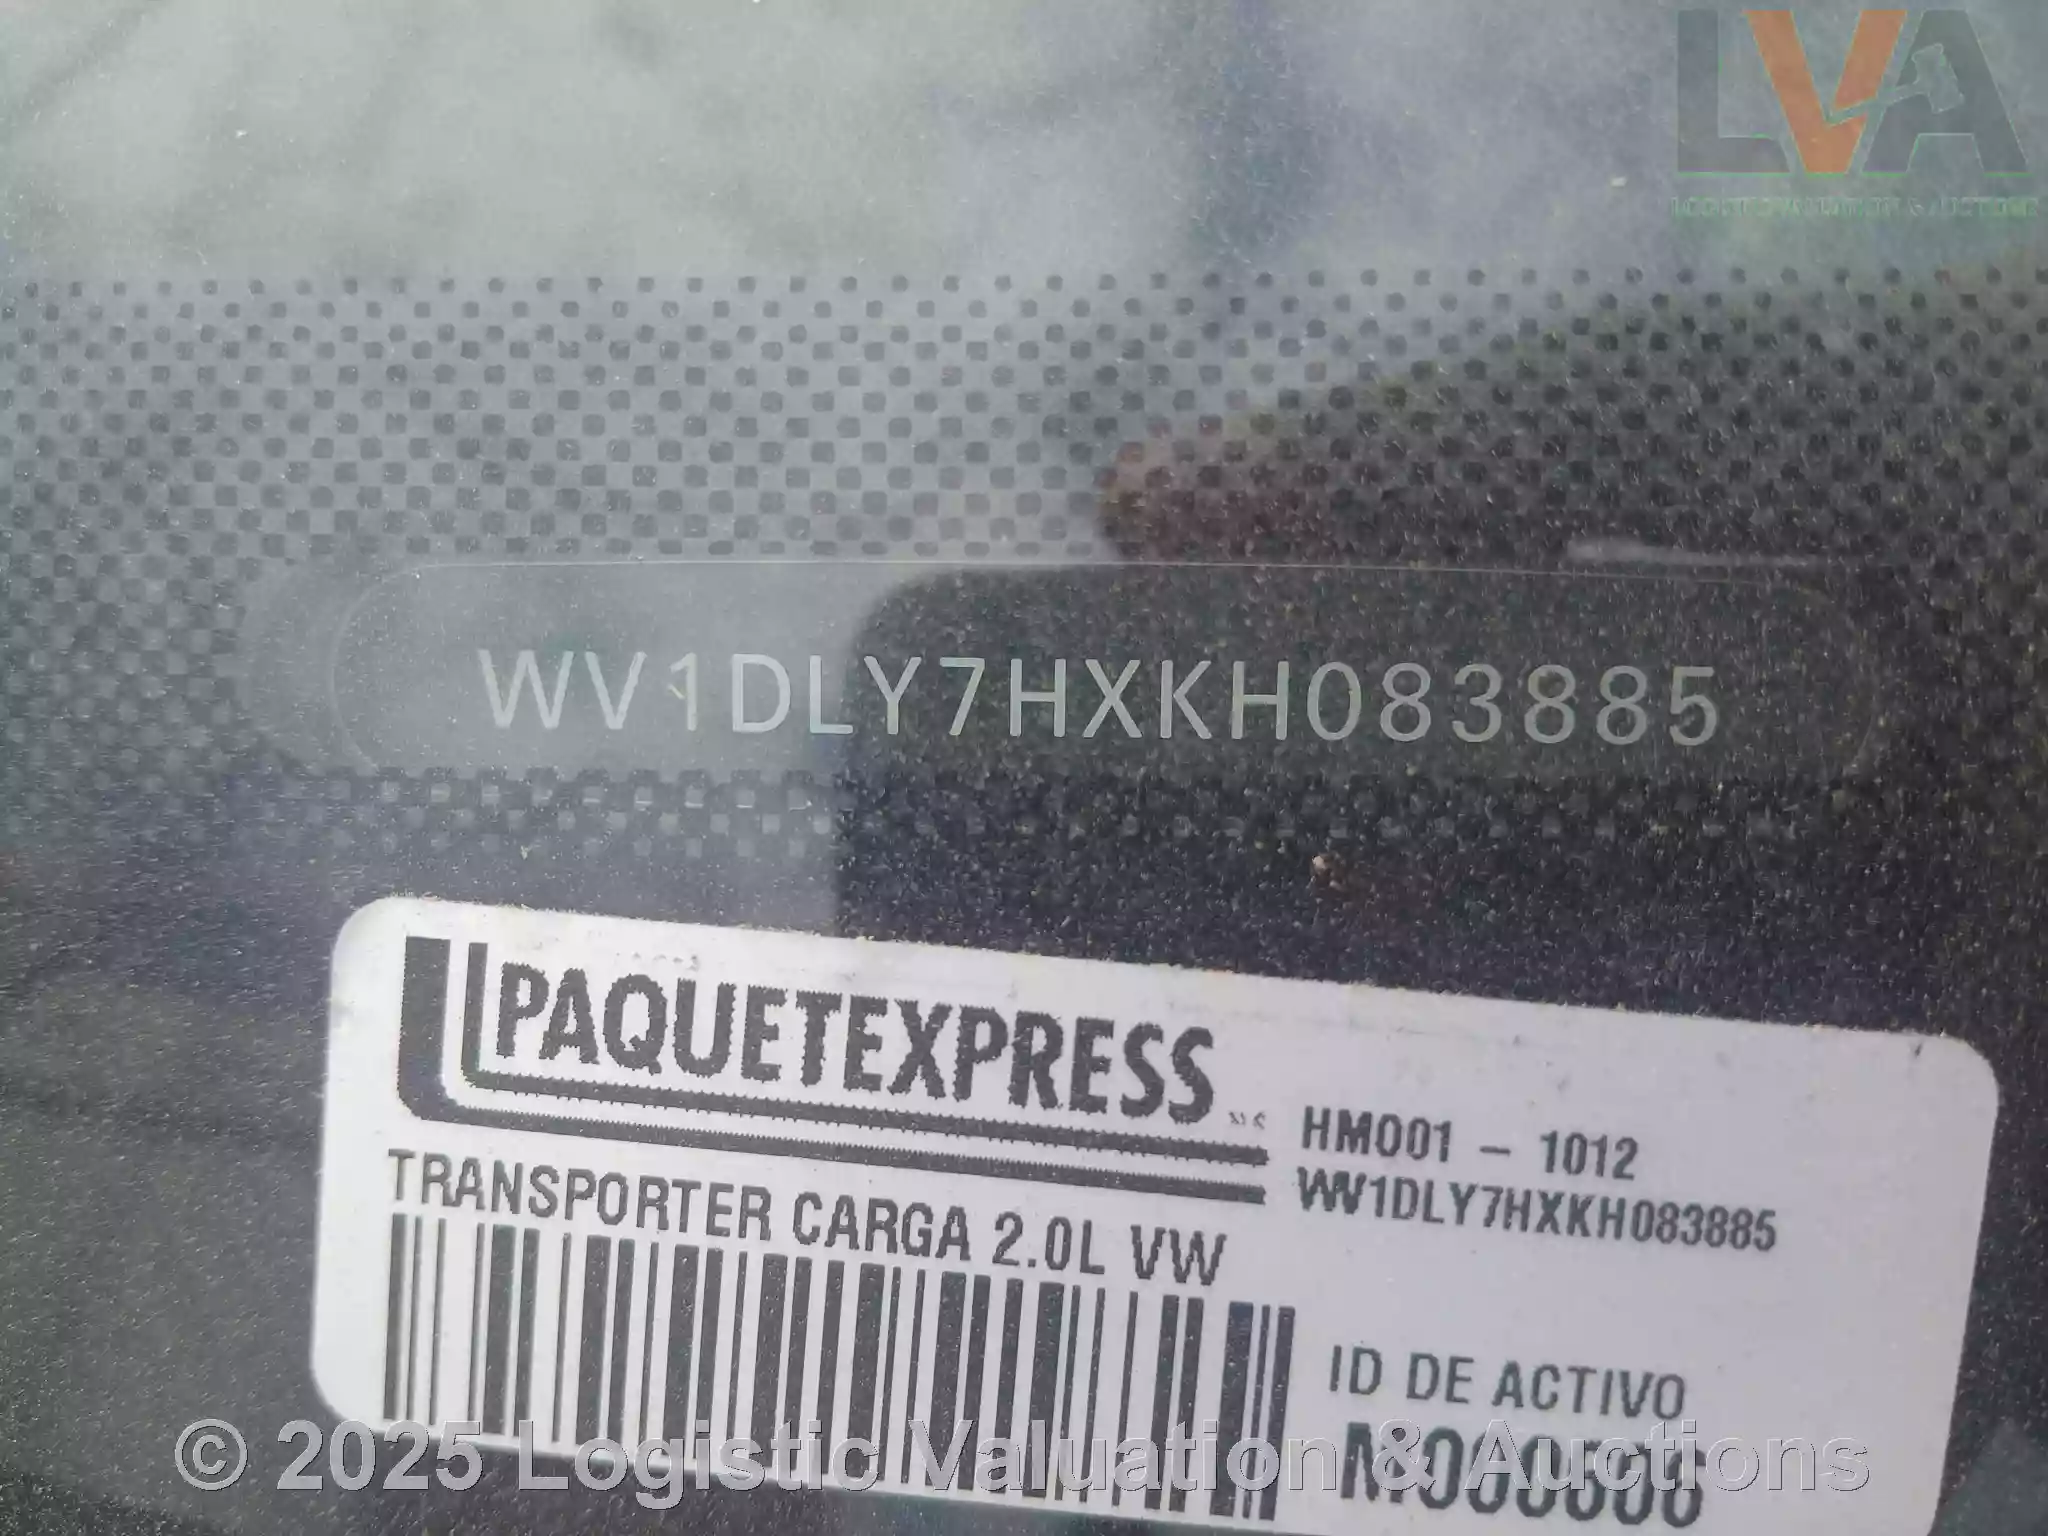 LVA
WV1DLY7HXKH083885
PAQUETEXPRESS
HM001 - 1012
WV1DLY7HXKH083885
TRANSPORTER CARGA 2.0L VW
ID DE ACTIVO
© 2025 Logistic Valuation & Auctions